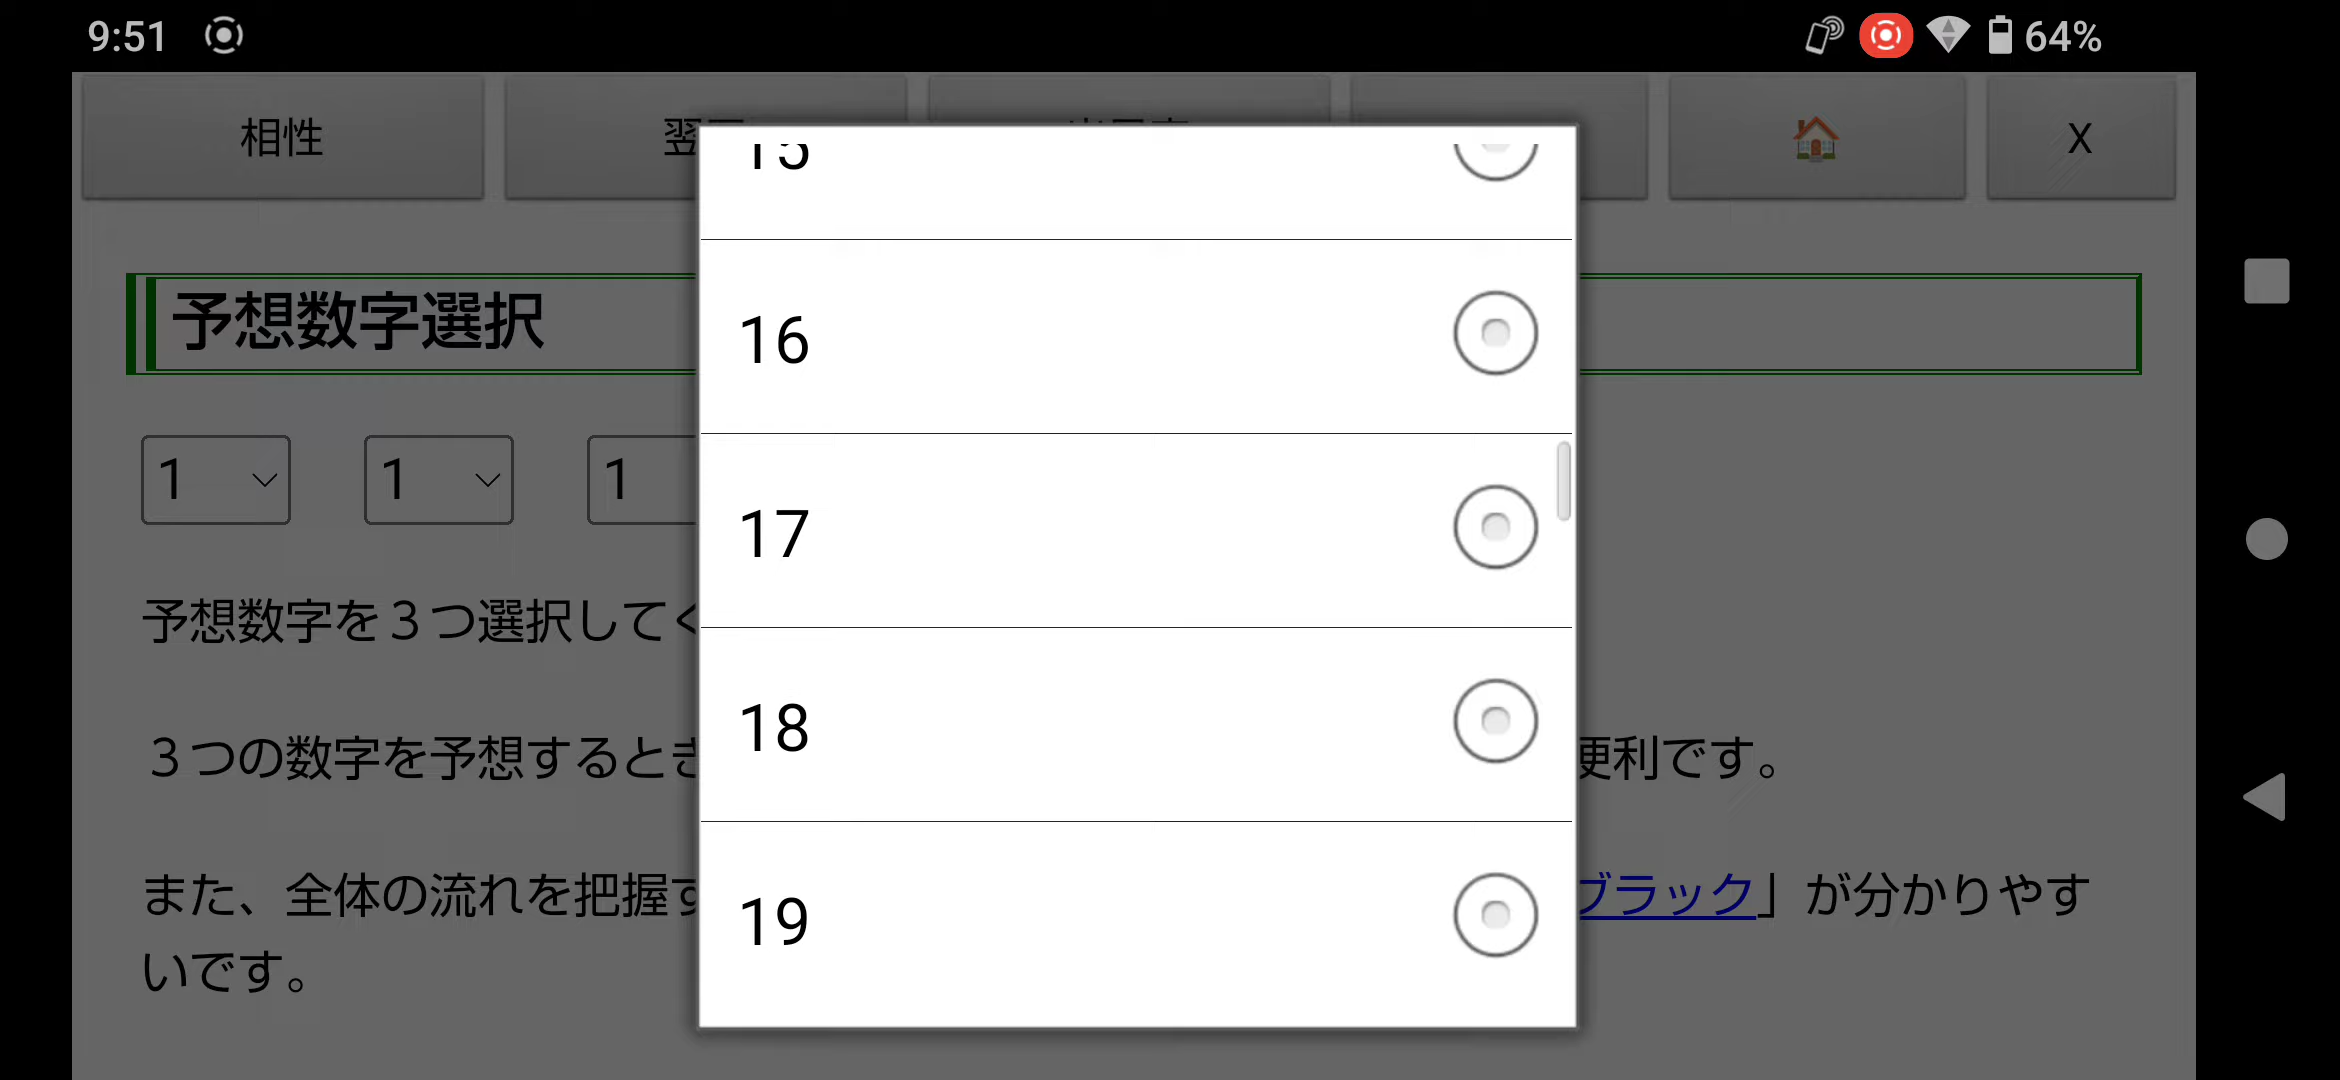 9:51
64%
相性
X
15
16
17
18
19
予想数字選択
1
1
1
予想数字を３つ選択してく
３つの数字を予想するとき
便利です。
また、全体の流れを把握す
ブラック」が分かりやす
いです。